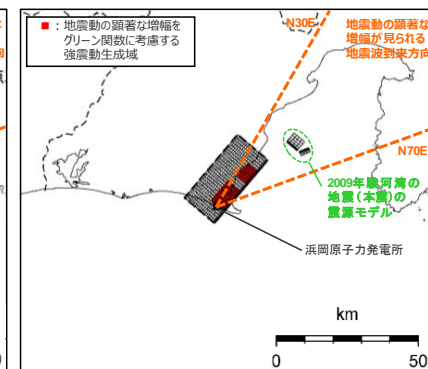 ■：地震動の顕著な増幅を
グリーン関数に考慮する
強震動生成域
N30E
地震動の顕著な
増幅が見られる
地震波到来方向
N70E
2009年駿河湾の
地震(本震)の
震源モデル
浜岡原子力発電所
km
0
50